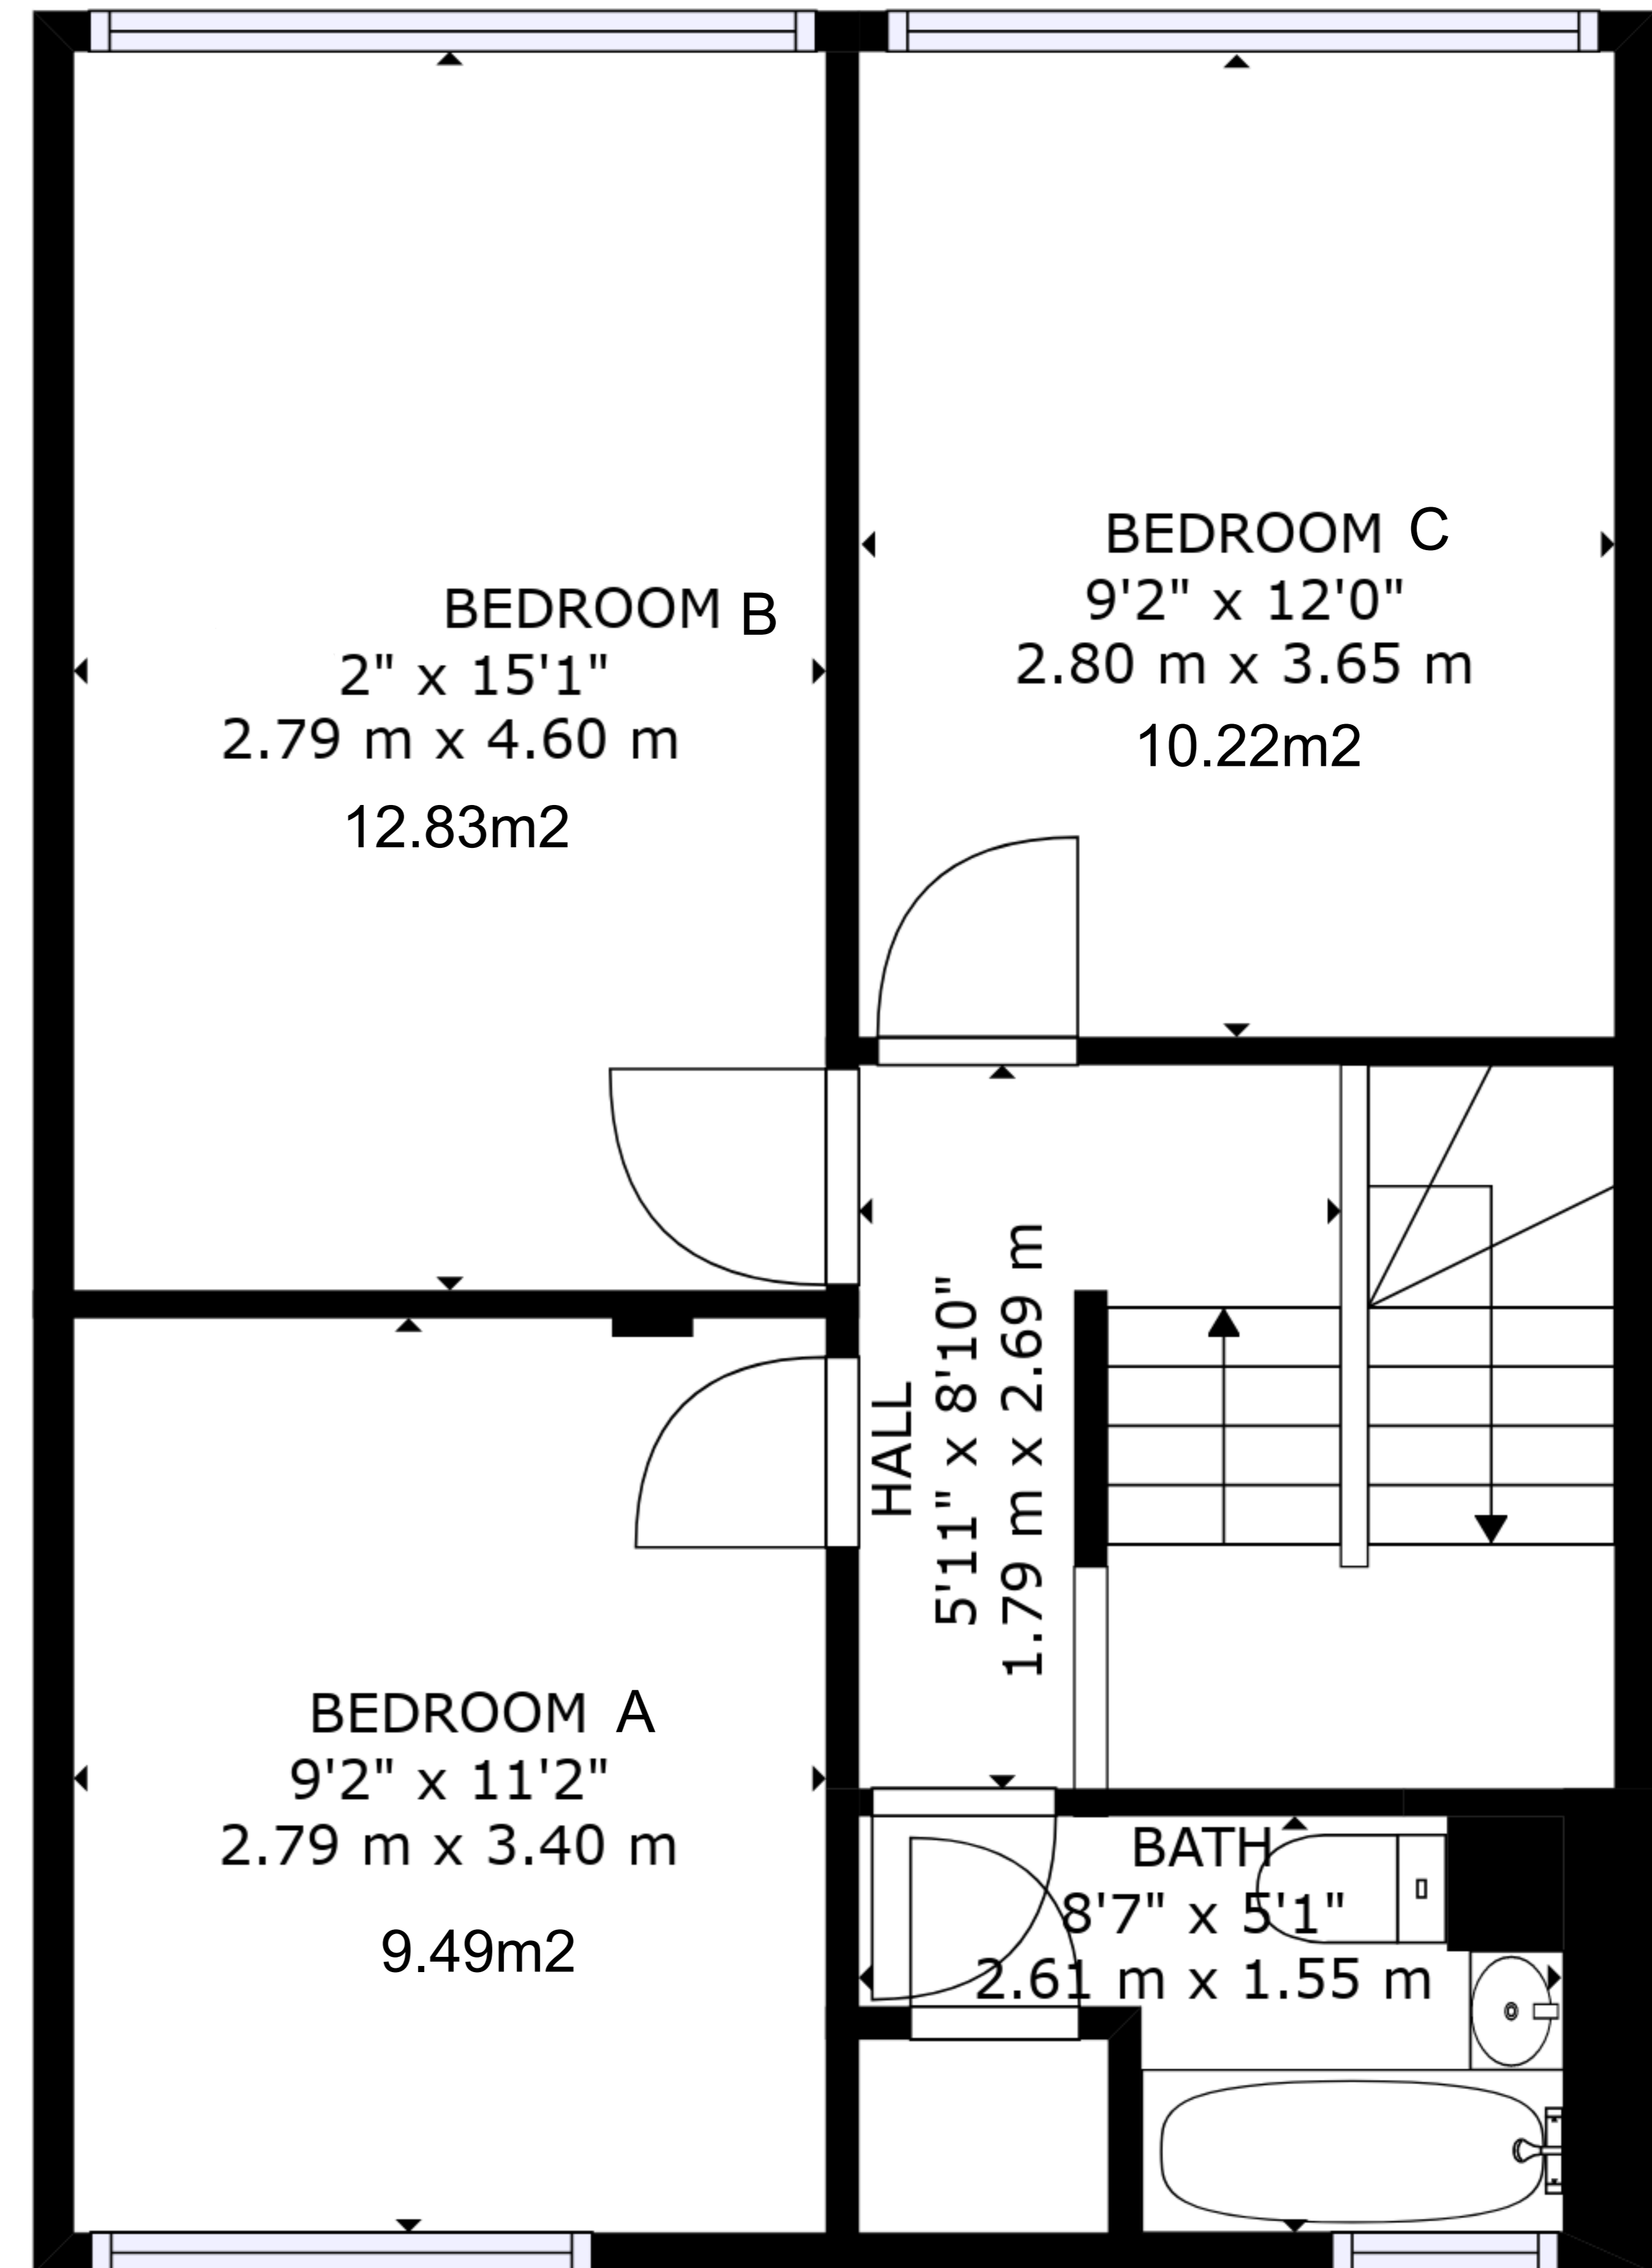 BEDROOM B
2" x 15'1"
2.79 m x 4.60 m
12.83m2
BEDROOM C
9'2" x 12'0"
2.80 m x 3.65 m
10.22m2
HALL
5'11" x 8'10"
1.79 m x 2.69 m
BEDROOM A
9'2" x 11'2"
2.79 m x 3.40 m
9.49m2
BATH
8'7" x 5'1"
2.61 m x 1.55 m